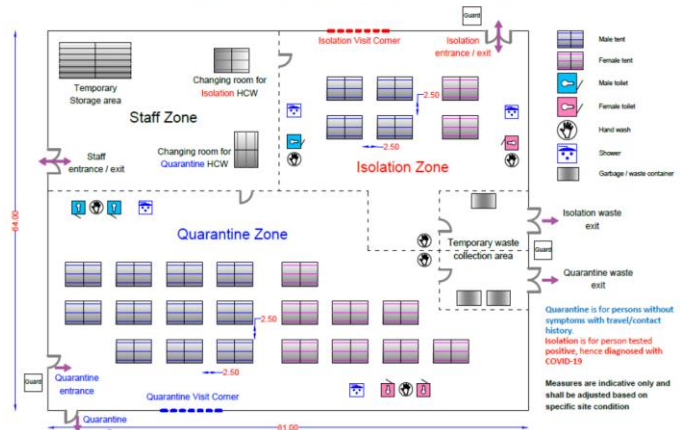 Guard
Isolation Visit Corner
Isolation
entrance / exit
Temporary
Storage area
Changing room for
Isolation HCW
Staff Zone
Changing room for
Quarantine HCW
Staff
entrance / exit
2.50
2.50
Isolation Zone
Male tent
Female tent
Male toilet
Female toilet
Hand wash
Shower
Garbage / waste container
64.00
Quarantine Zone
Temporary waste
collection area
Isolation waste
exit
Guard
Quarantine waste
exit
2.50
2.50
Quarantine is for persons without
symptoms with travel/contact
history.
Isolation is for person tested
positive, hence diagnosed with
COVID-19
Measures are indicative only and
shall be adjusted based on
specific site condition
Guard
Quarantine
entrance
Quarantine Visit Corner
Quarantine
81.00